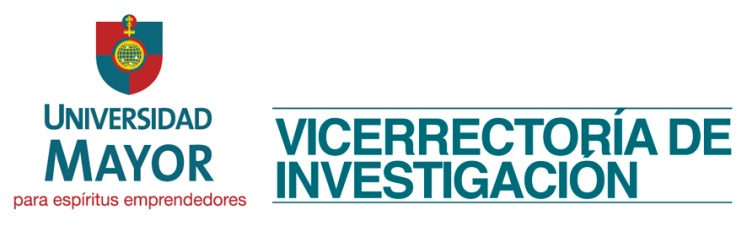 UNIVERSIDAD
MAYOR
para espíritus emprendedores
VICERRECTORÍA DE
INVESTIGACIÓN